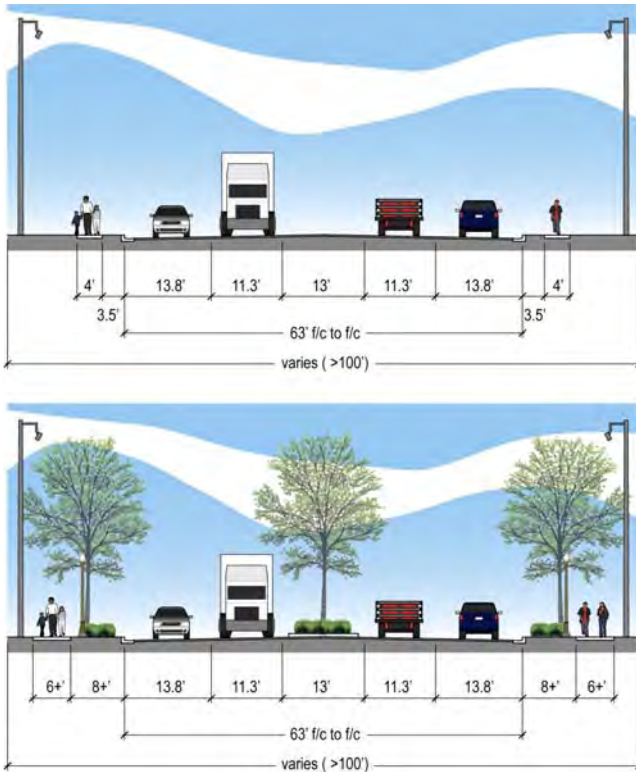 4' 13.8' 11.3' 13' 11.3' 13.8' 4'
3.5' 3.5'
63' f/c to f/c
varies ( >100')
6+' 8+' 13.8' 11.3' 13' 11.3' 13.8' 8+' 6+'
63' f/c to f/c
varies ( >100')